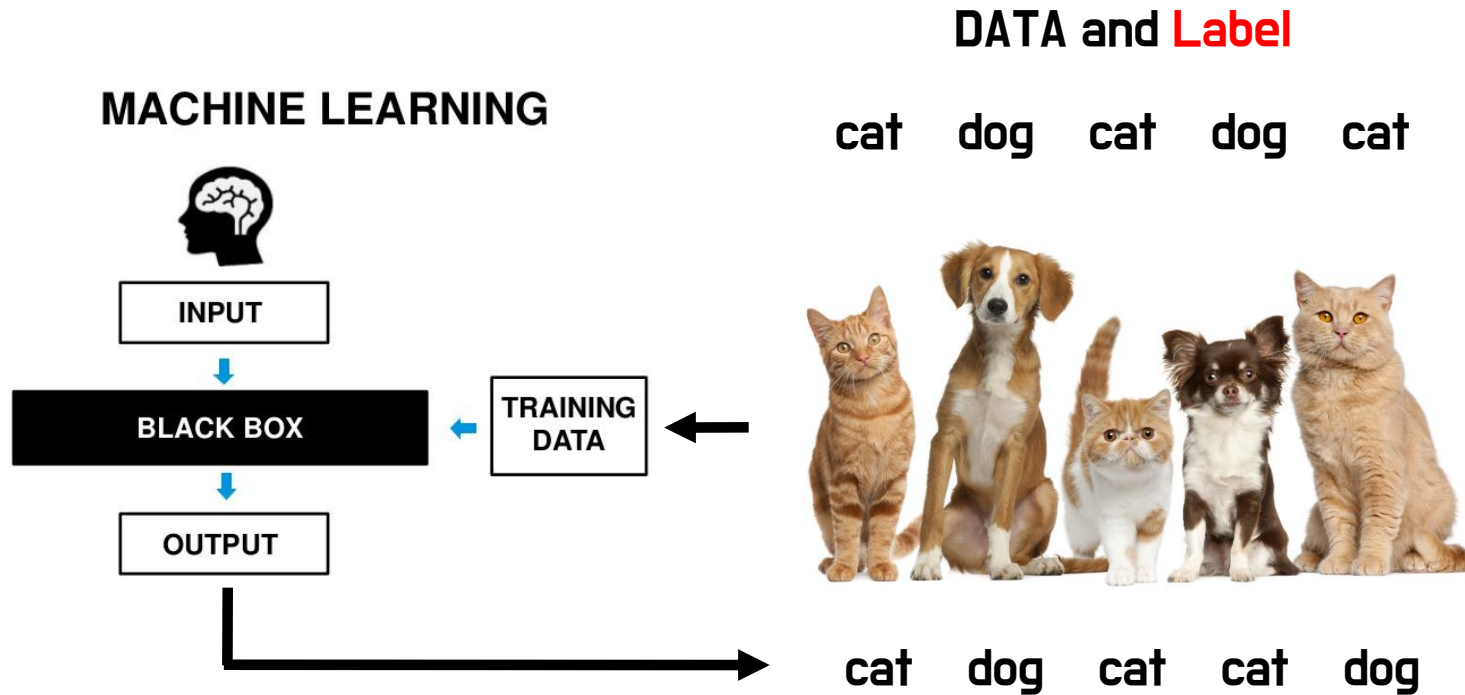 DATA and Label
MACHINE LEARNING
cat dog cat dog cat
INPUT
BLACK BOX
TRAINING
DATA
OUTPUT
cat dog cat cat dog